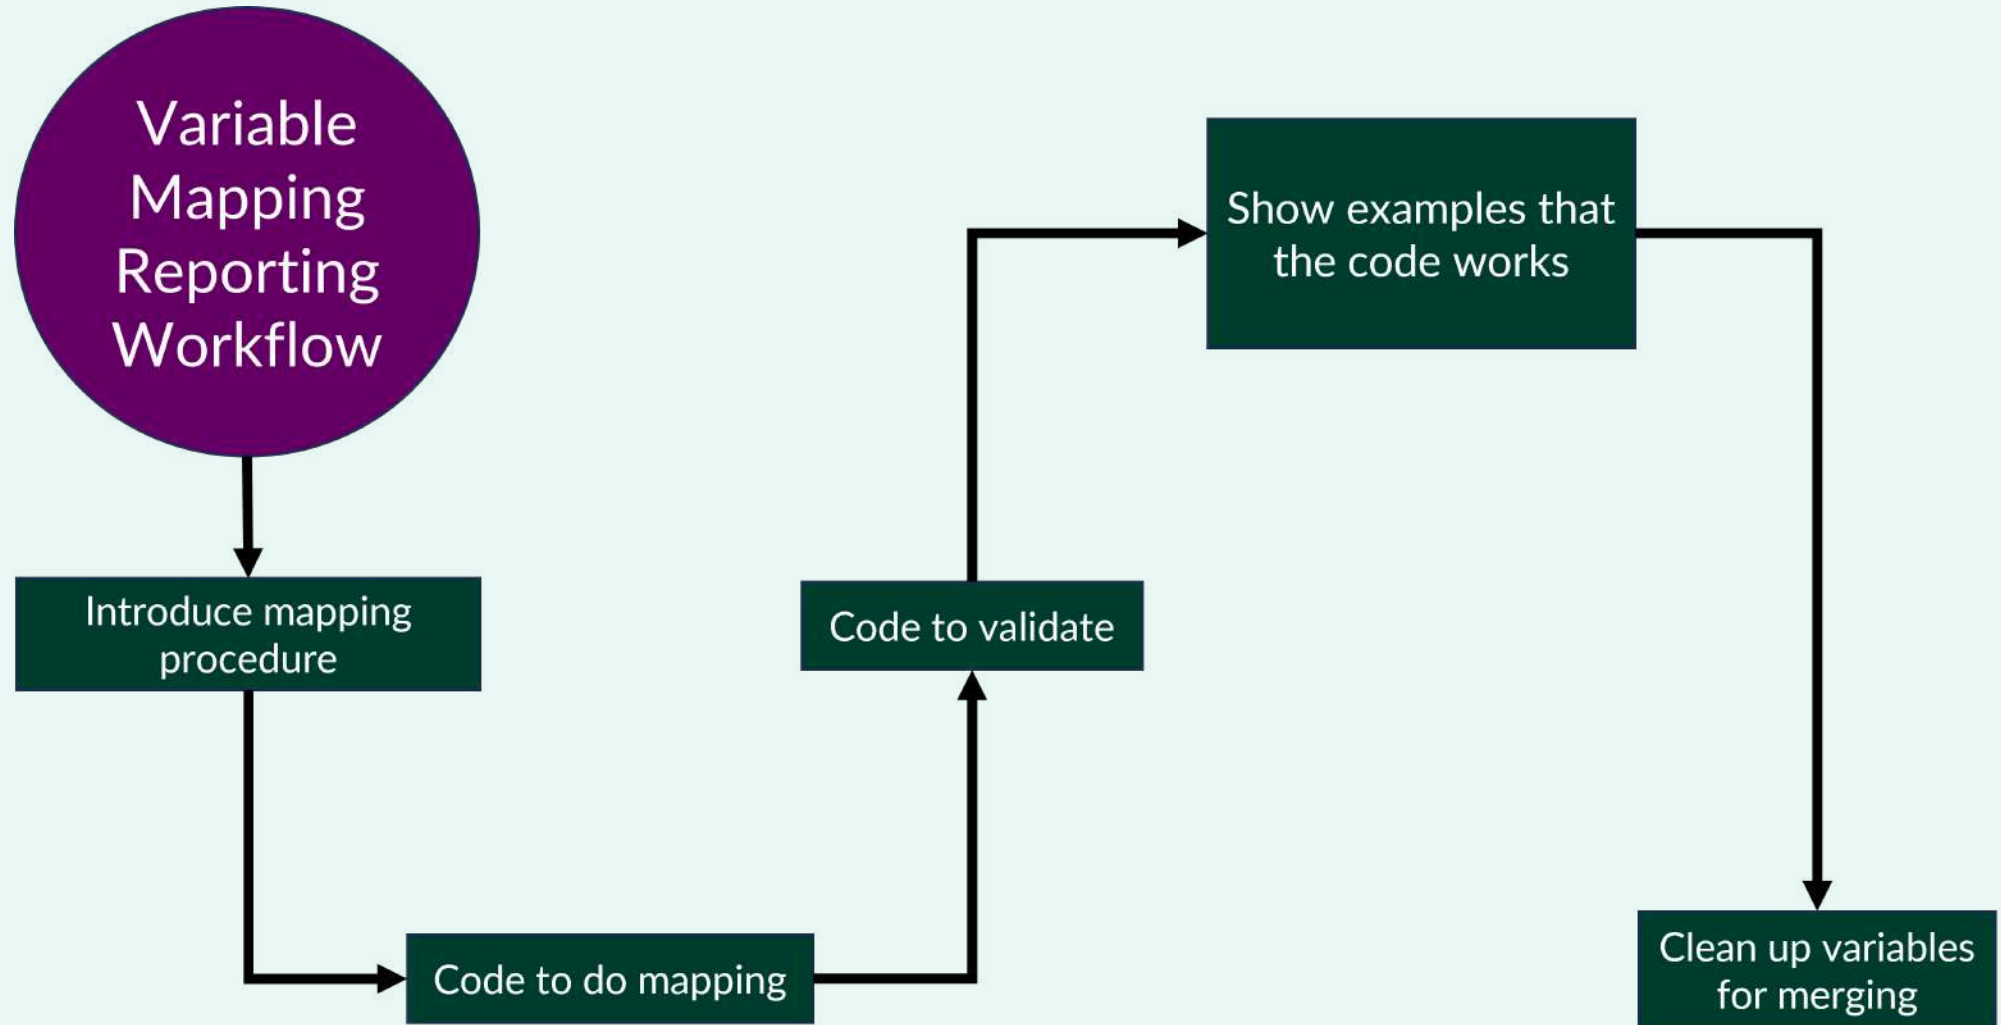 Variable
Mapping
Reporting
Workflow
Introduce mapping
procedure
Code to do mapping
Code to validate
Show examples that
the code works
Clean up variables
for merging